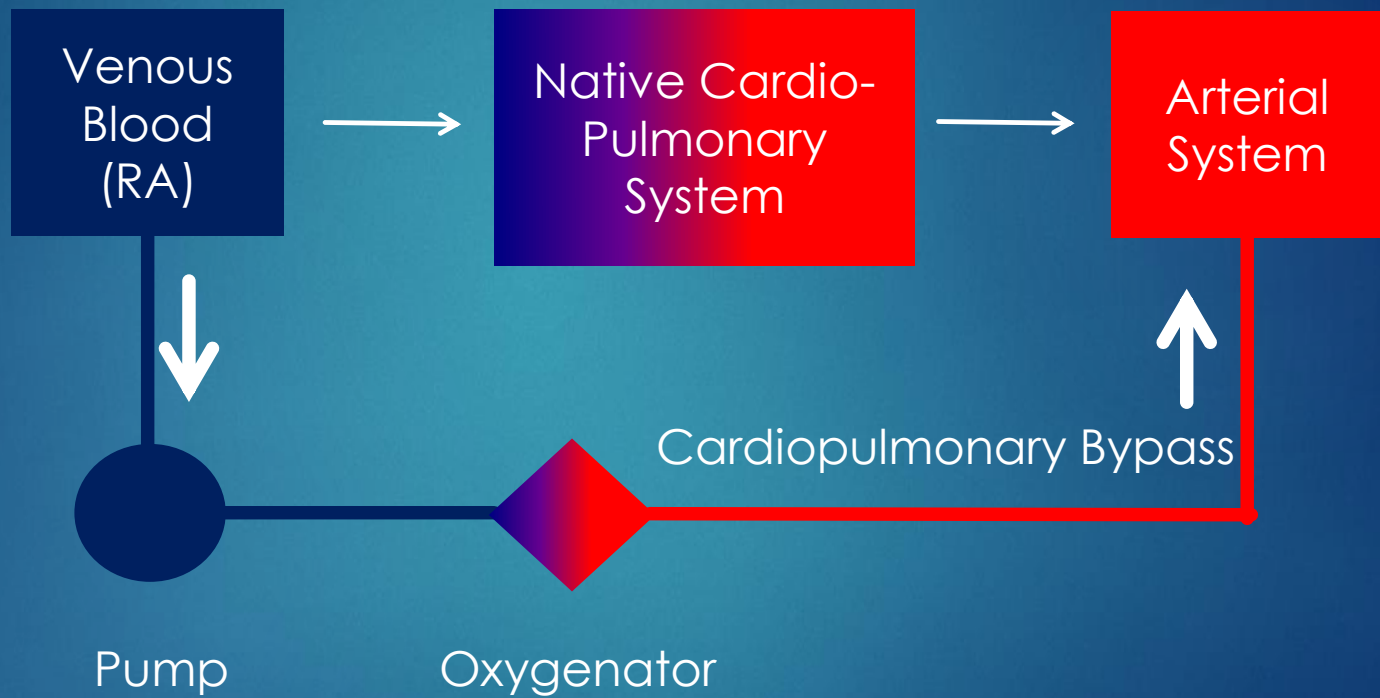 Venous
Blood
(RA)
Native Cardio-
Pulmonary
System
Arterial
System
Cardiopulmonary Bypass
Pump
Oxygenator